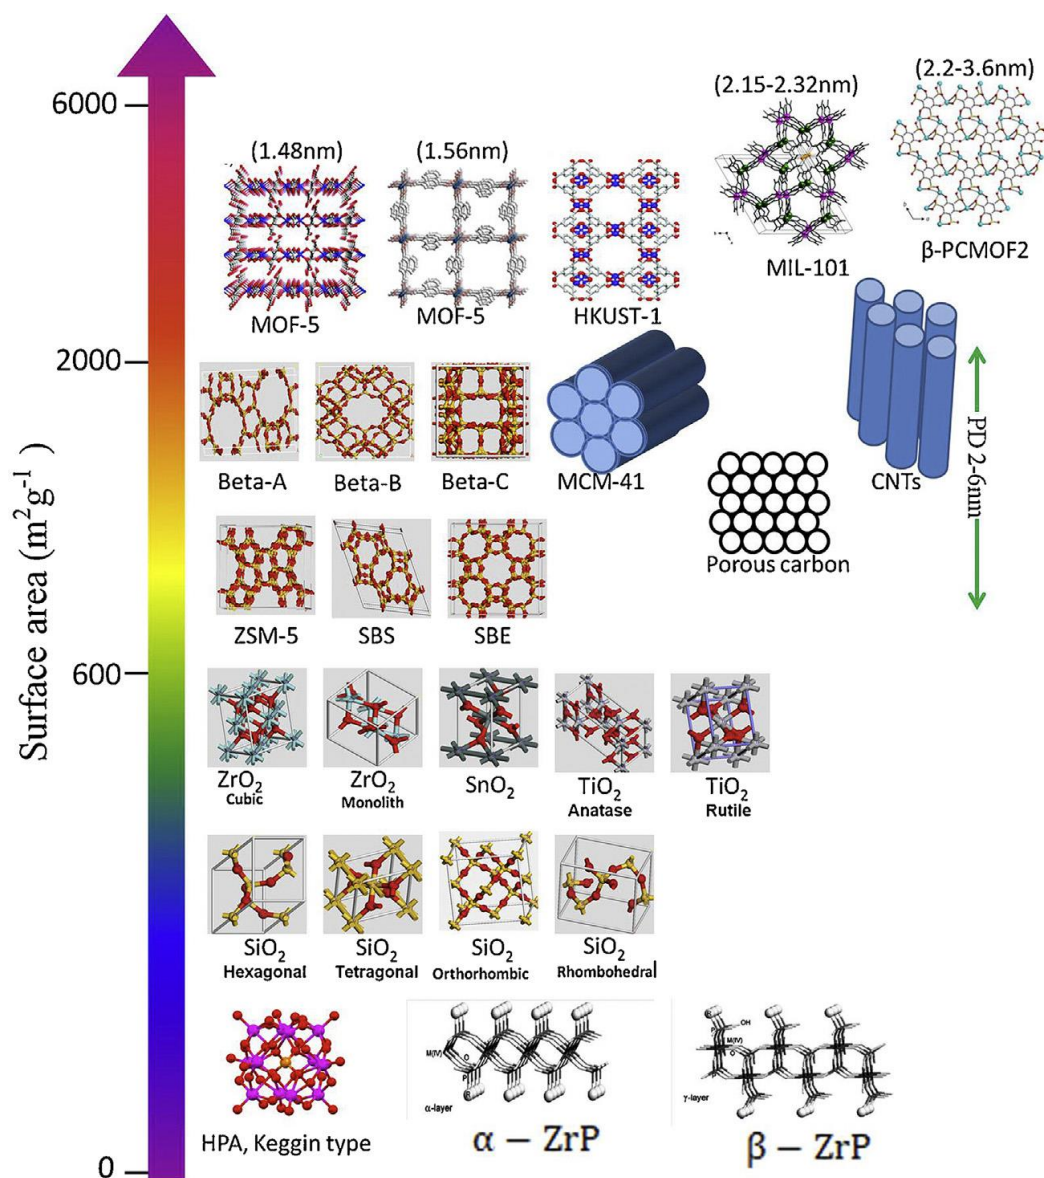 6000
2000
600
0
Surface area (m²g⁻¹)
(1.48nm)
(1.56nm)
(2.15-2.32nm)
(2.2-3.6nm)
MOF-5
MOF-5
HKUST-1
MIL-101
β-PCMOF2
Beta-A
Beta-B
Beta-C
MCM-41
CNTs
PD 2-6nm
Porous carbon
ZSM-5
SBS
SBE
ZrO₂
Cubic
ZrO₂
Monolith
SnO₂
TiO₂
Anatase
TiO₂
Rutile
SiO₂
Hexagonal
SiO₂
Tetragonal
SiO₂
Orthorhombic
SiO₂
Rhombohedral
HPA, Keggin type
M(IV)
O
P
α-layer
α − ZrP
P
OH
M(IV)
O
γ-layer
β − ZrP